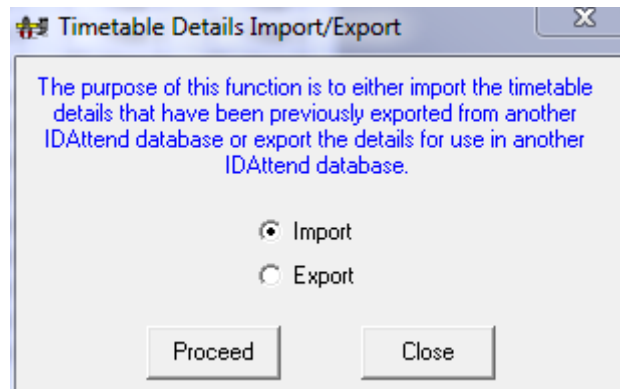 Timetable Details Import/Export
The purpose of this function is to either import the timetable
details that have been previously exported from another
IDAttend database or export the details for use in another
IDAttend database.
Import
Export
Proceed Close